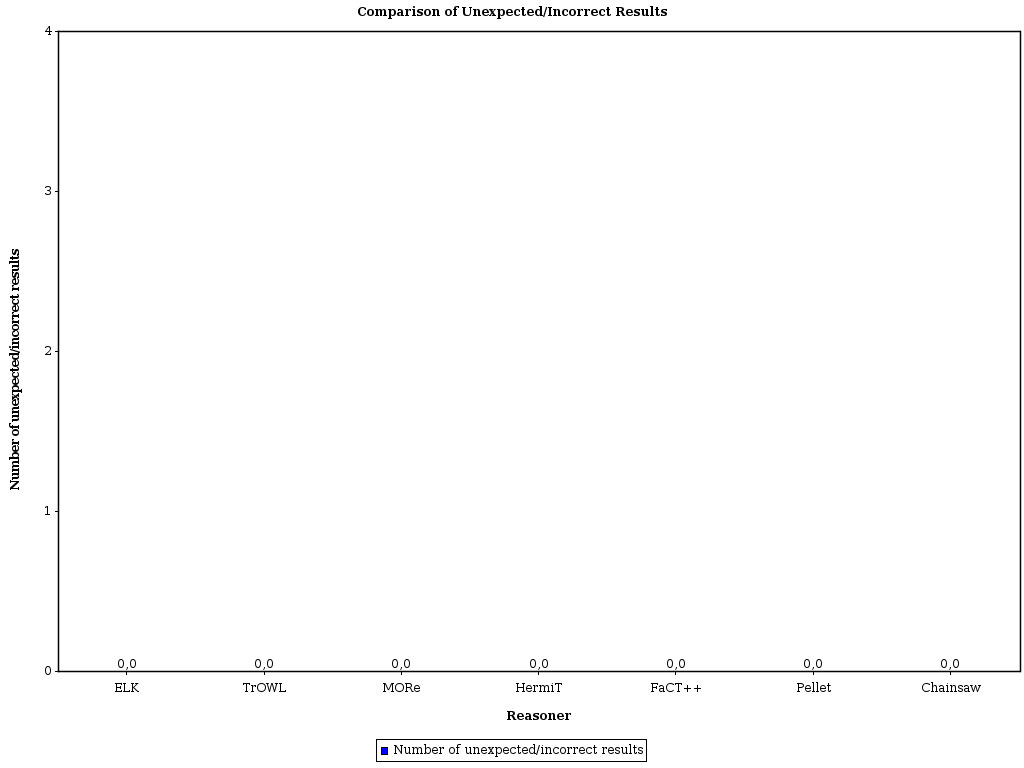 Comparison of Unexpected/Incorrect Results
4
3
2
1
0
Number of unexpected/incorrect results
0,0 0,0 0,0 0,0 0,0 0,0 0,0
ELK TrOWL MORe HermiT FaCT++ Pellet Chainsaw
Reasoner
Number of unexpected/incorrect results